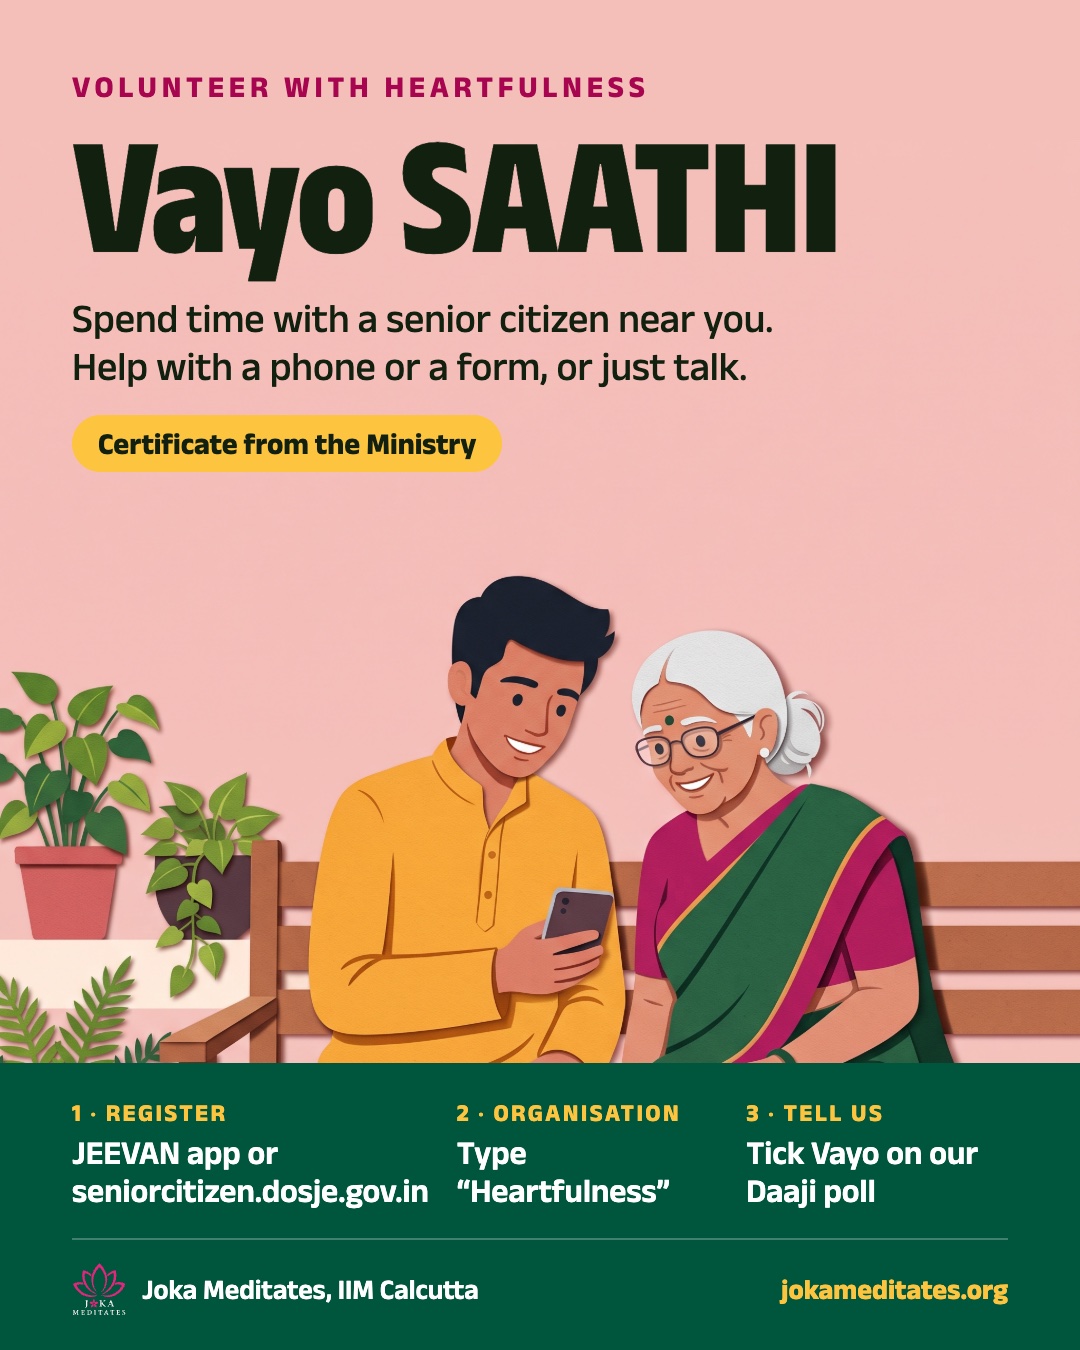 VOLUNTEER WITH HEARTFULNESS
Vayo SAATHI
Spend time with a senior citizen near you.
Help with a phone or a form, or just talk.
Certificate from the Ministry
1 · REGISTER
JEEVAN app or
seniorcitizen.dosje.gov.in
2 · ORGANISATION
Type
“Heartfulness”
3 · TELL US
Tick Vayo on our
Daaji poll
JOKA
MEDITATES
Joka Meditates, IIM Calcutta
jokameditates.org